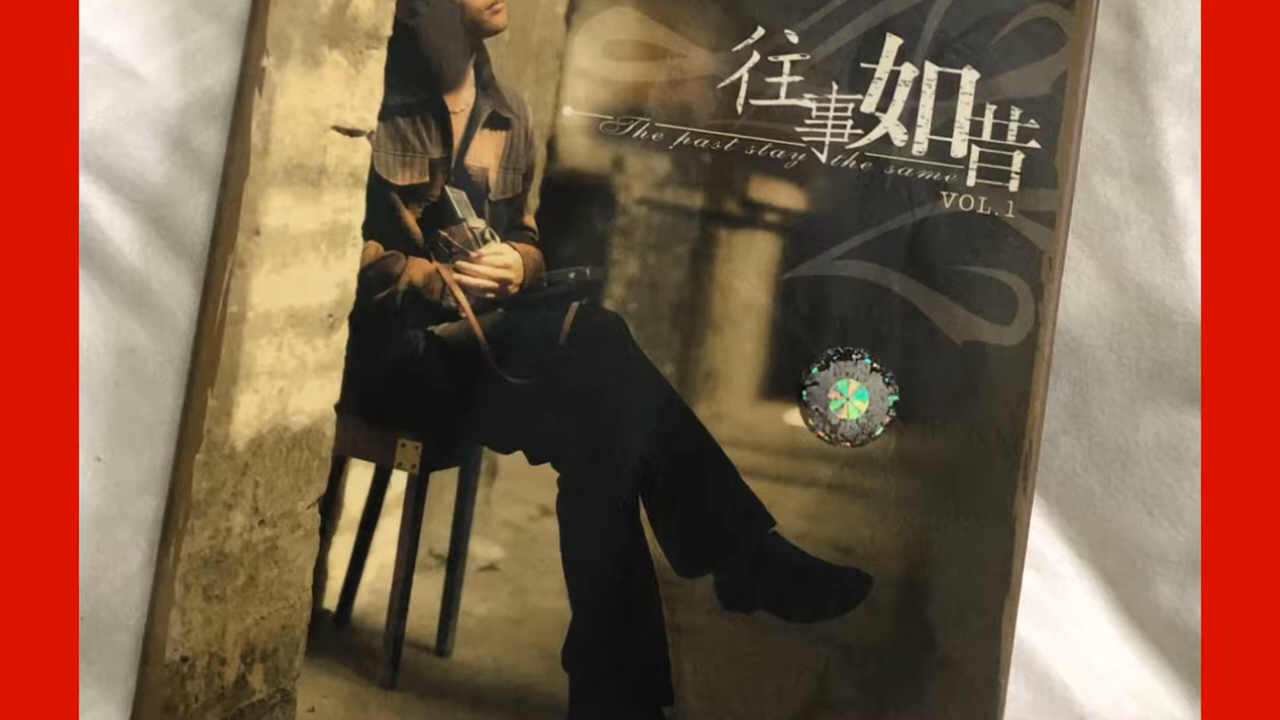 往事如昔
The past stay the same
VOL.1